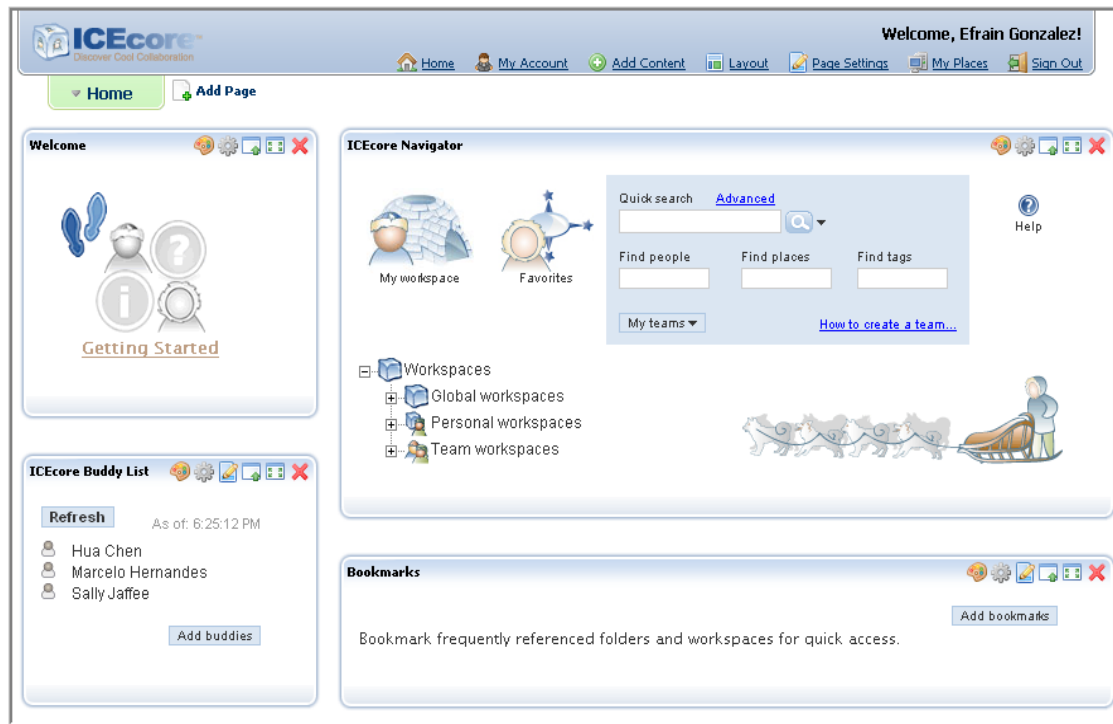 ICEcore
Discover Cool Collaboration
Welcome, Efrain Gonzalez!
Home My Account Add Content Layout Page Settings My Places Sign Out
Home Add Page
Welcome
Getting Started
ICEcore Navigator
My workspace
Favorites
Quick search Advanced
Find people Find places Find tags
My teams How to create a team...
Help
Workspaces
Global workspaces
Personal workspaces
Team workspaces
ICEcore Buddy List
Refresh As of: 6:25:12 PM
Hua Chen
Marcelo Hernandes
Sally Jaffee
Add buddies
Bookmarks
Add bookmarks
Bookmark frequently referenced folders and workspaces for quick access.